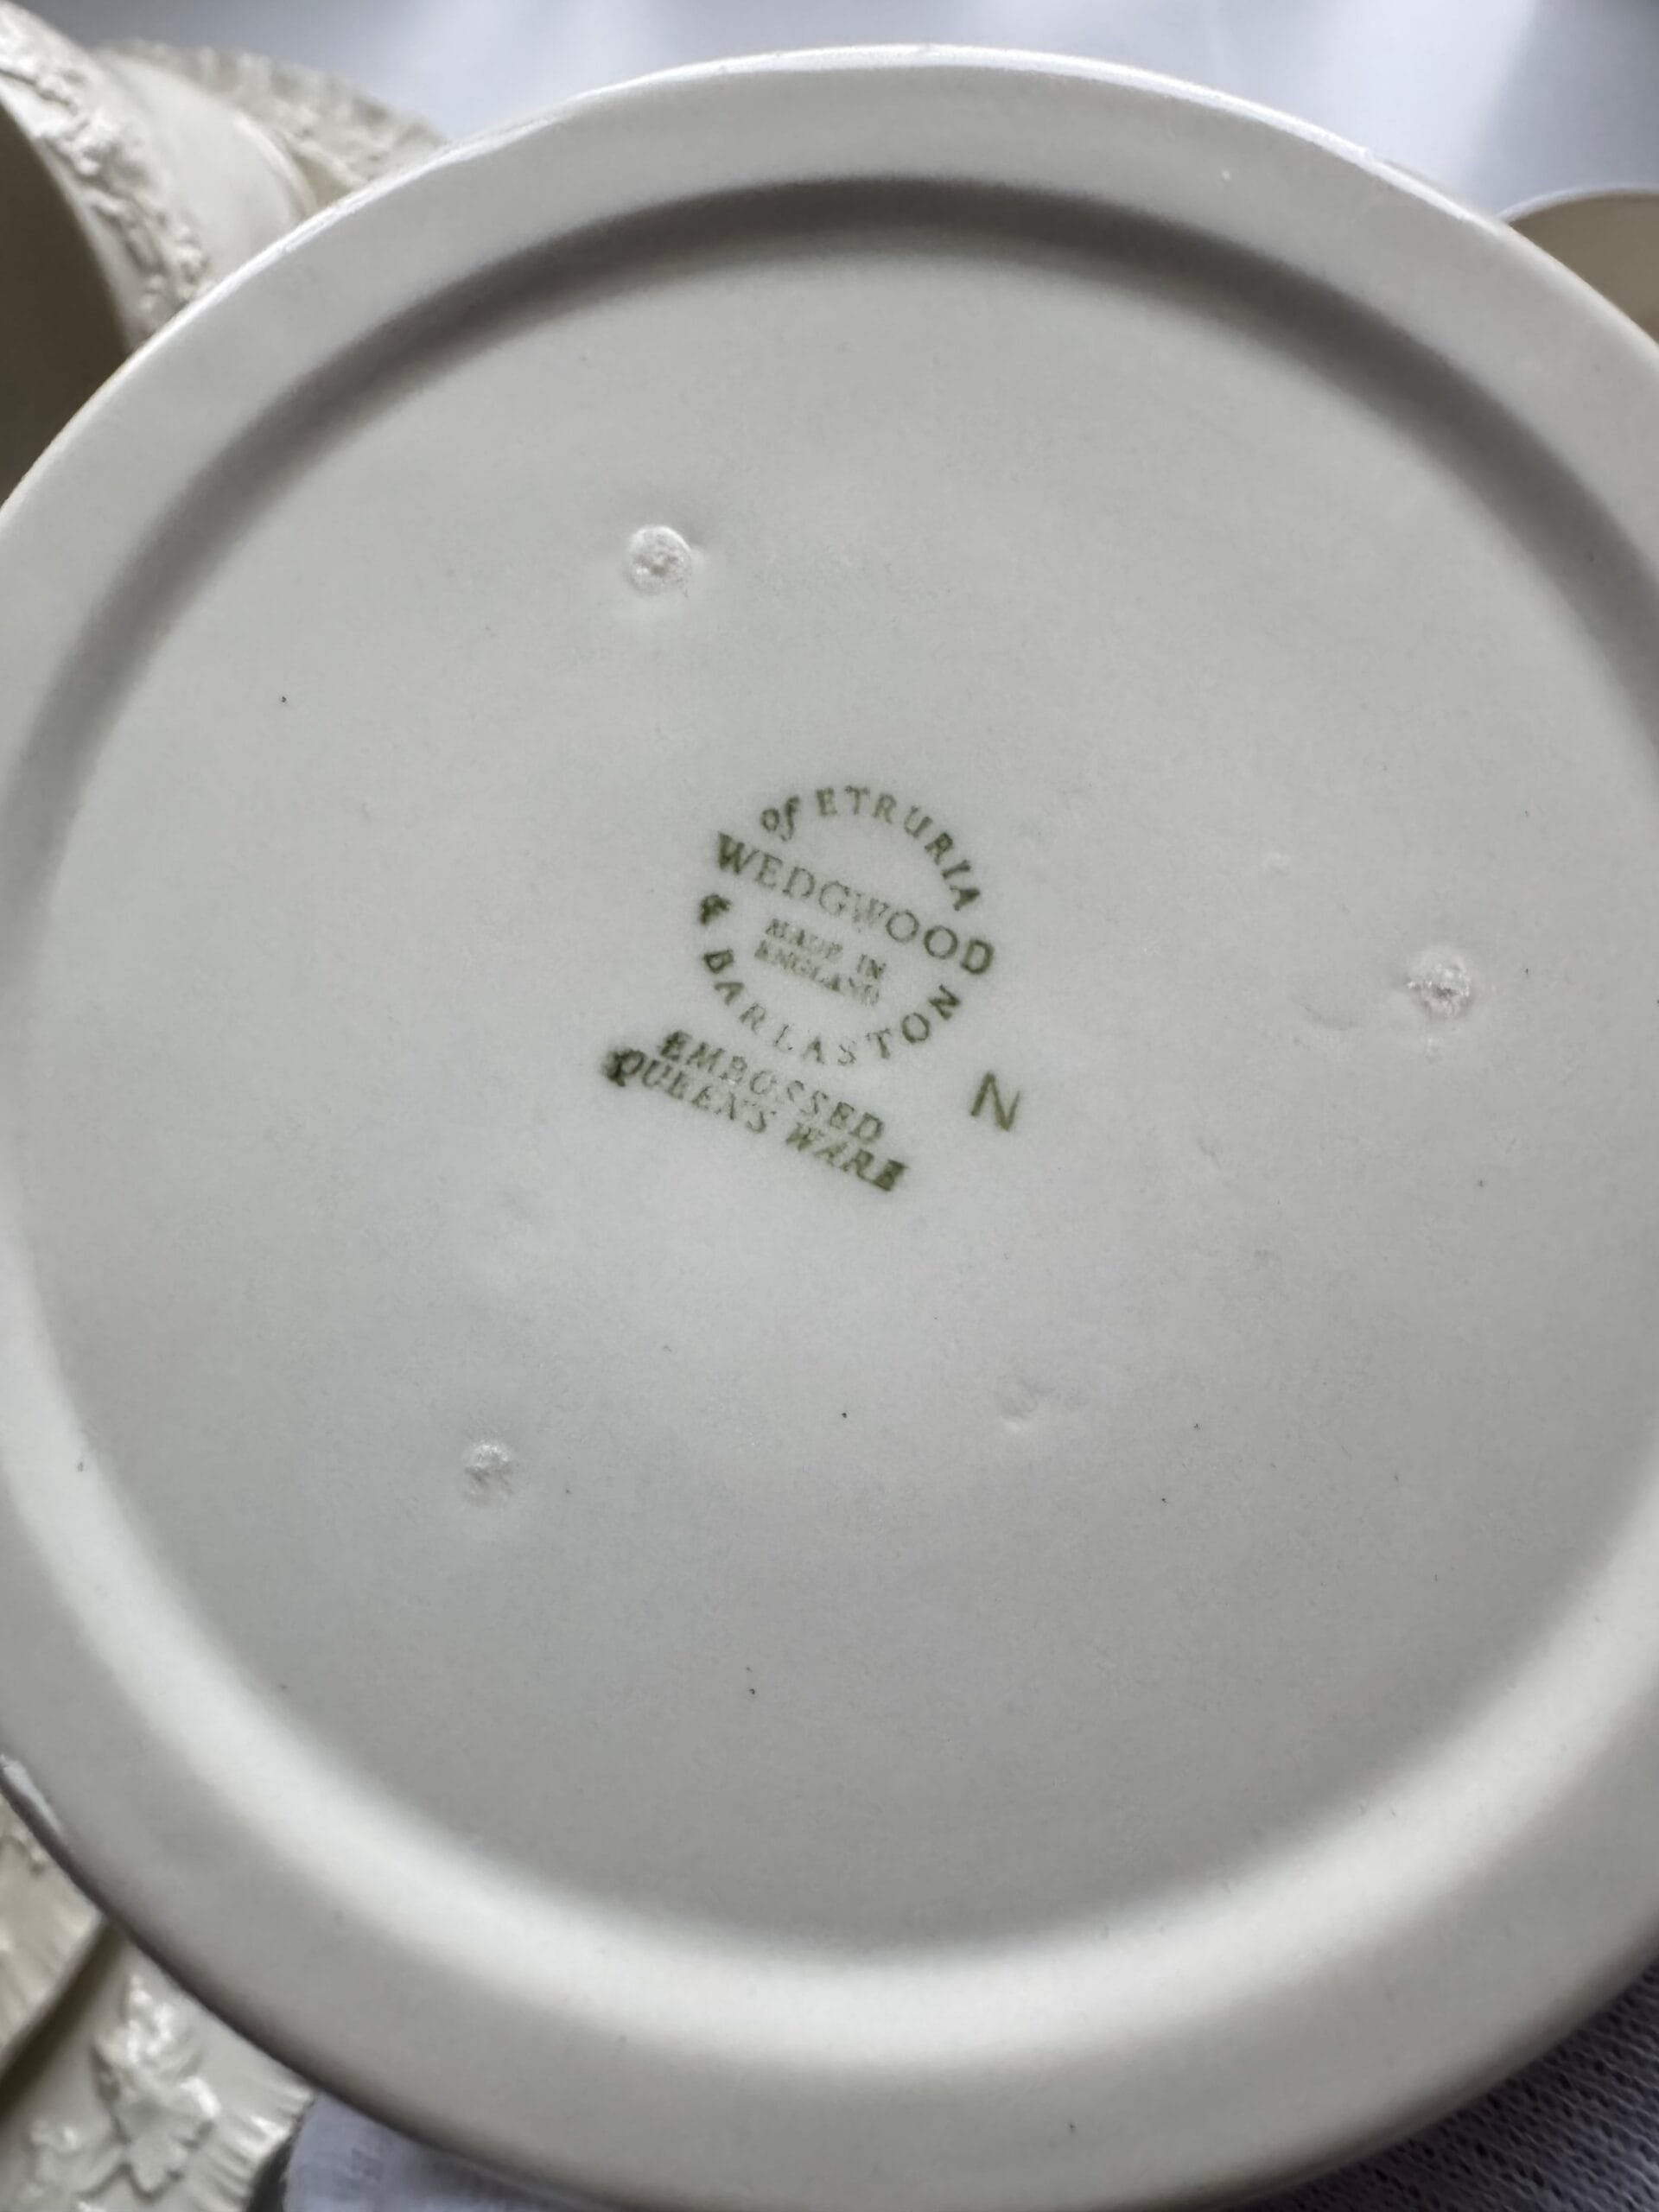 of ETRURIA
WEDGWOOD
MADE IN
ENGLAND
& BARLASTON
EMBOSSED
QUEEN'S WARE
N